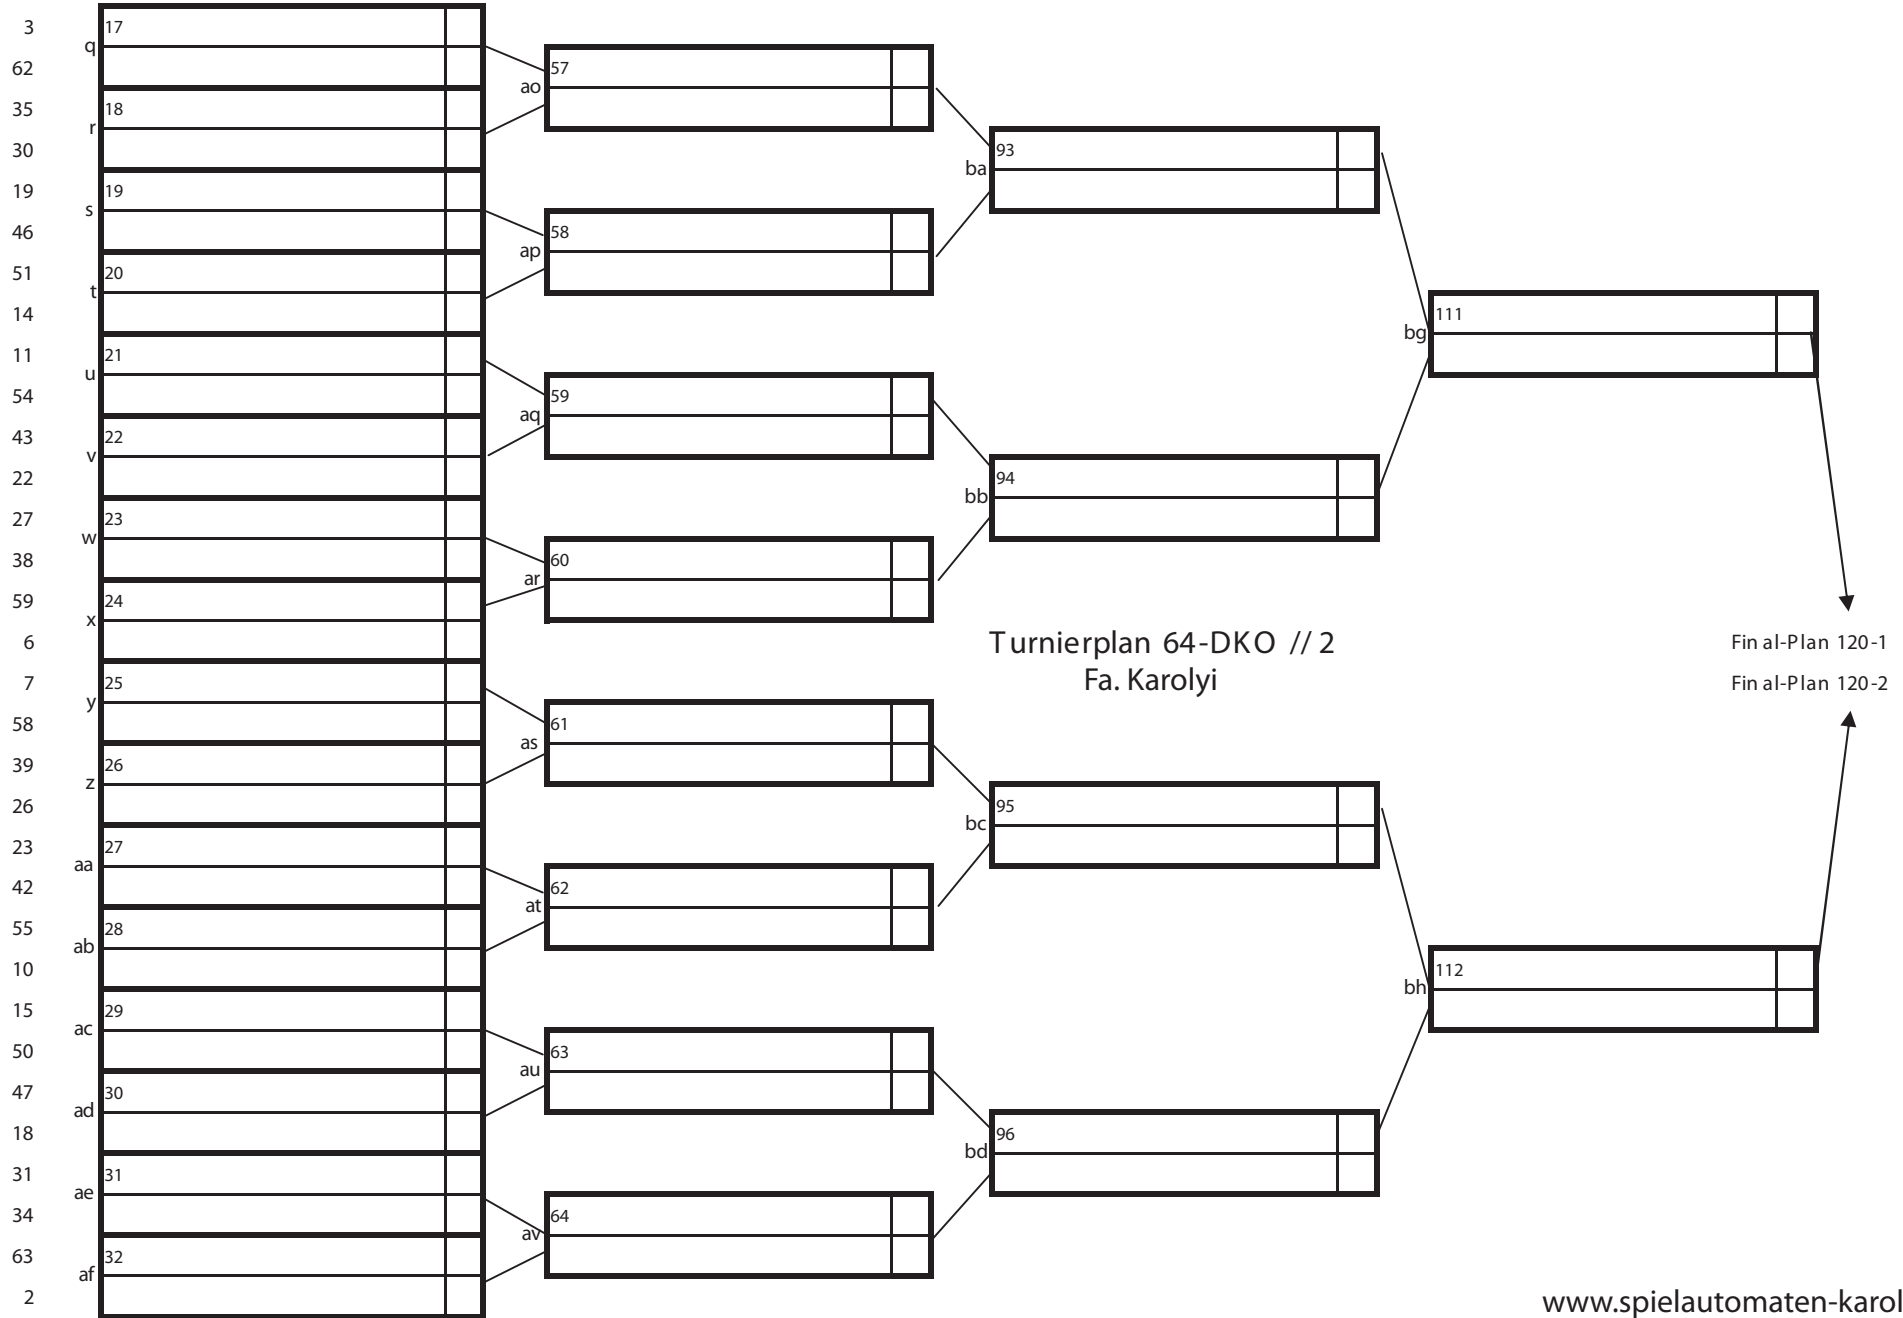 3
q 17
62
ao 57
35
r 18
30
ba 93
19
s 19
46
ap 58
51
t 20
14
bg 111
11
u 21
54
aq 59
43
v 22
22
bb 94
27
w 23
38
ar 60
59
x 24
6
Turnierplan 64-DKO // 2
Fa. Karolyi
Final-Plan 120-1
Final-Plan 120-2
7
y 25
58
as 61
39
z 26
26
bc 95
23
aa 27
42
at 62
55
ab 28
10
bh 112
15
ac 29
50
au 63
47
ad 30
18
bd 96
31
ae 31
34
av 64
63
af 32
2
www.spielautomaten-karol